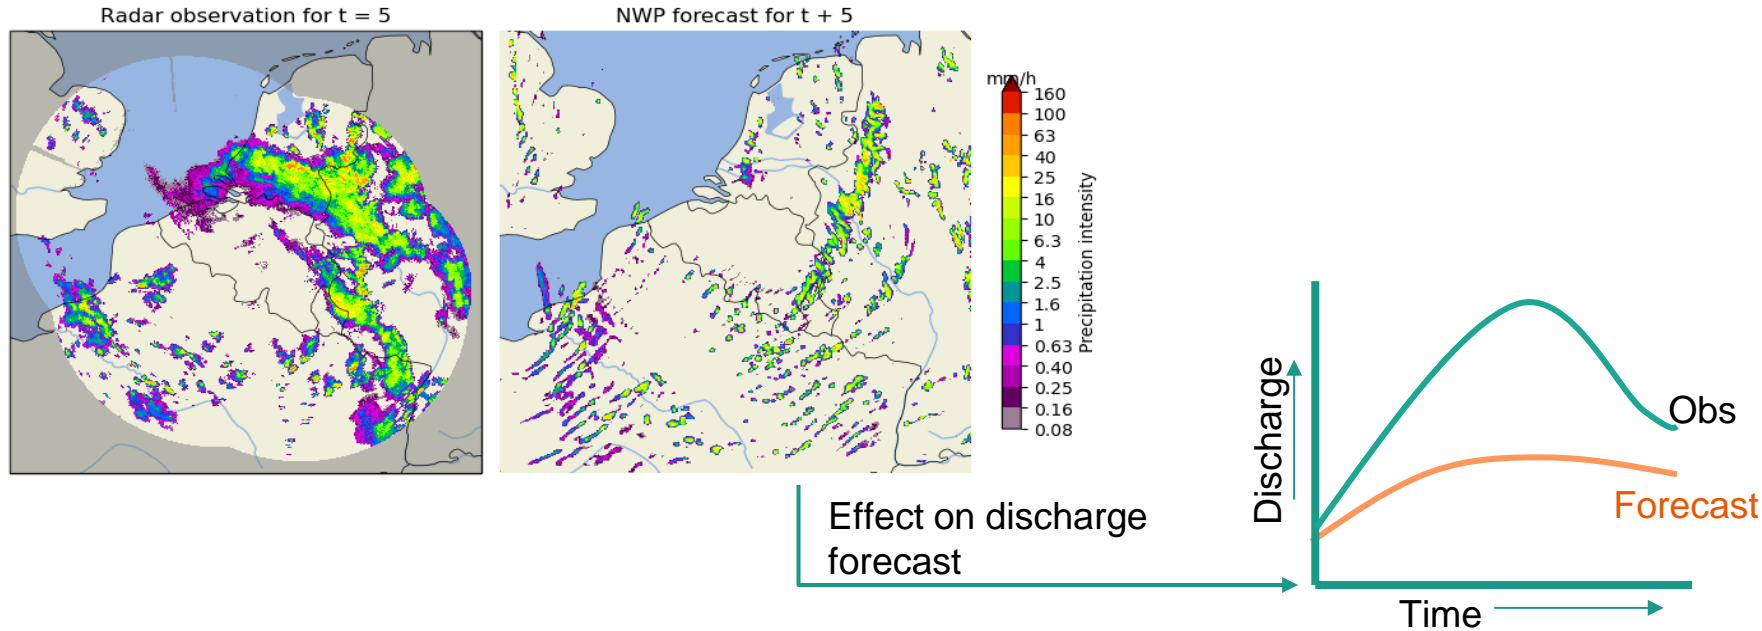 Radar observation for t = 5
NWP forecast for t + 5
mm/h
160
100
63
40
25
16
10
6.3
4
2.5
1.6
1
0.63
0.40
0.25
0.16
0.08
Precipitation intensity
Effect on discharge
forecast
Discharge
Obs
Forecast
Time